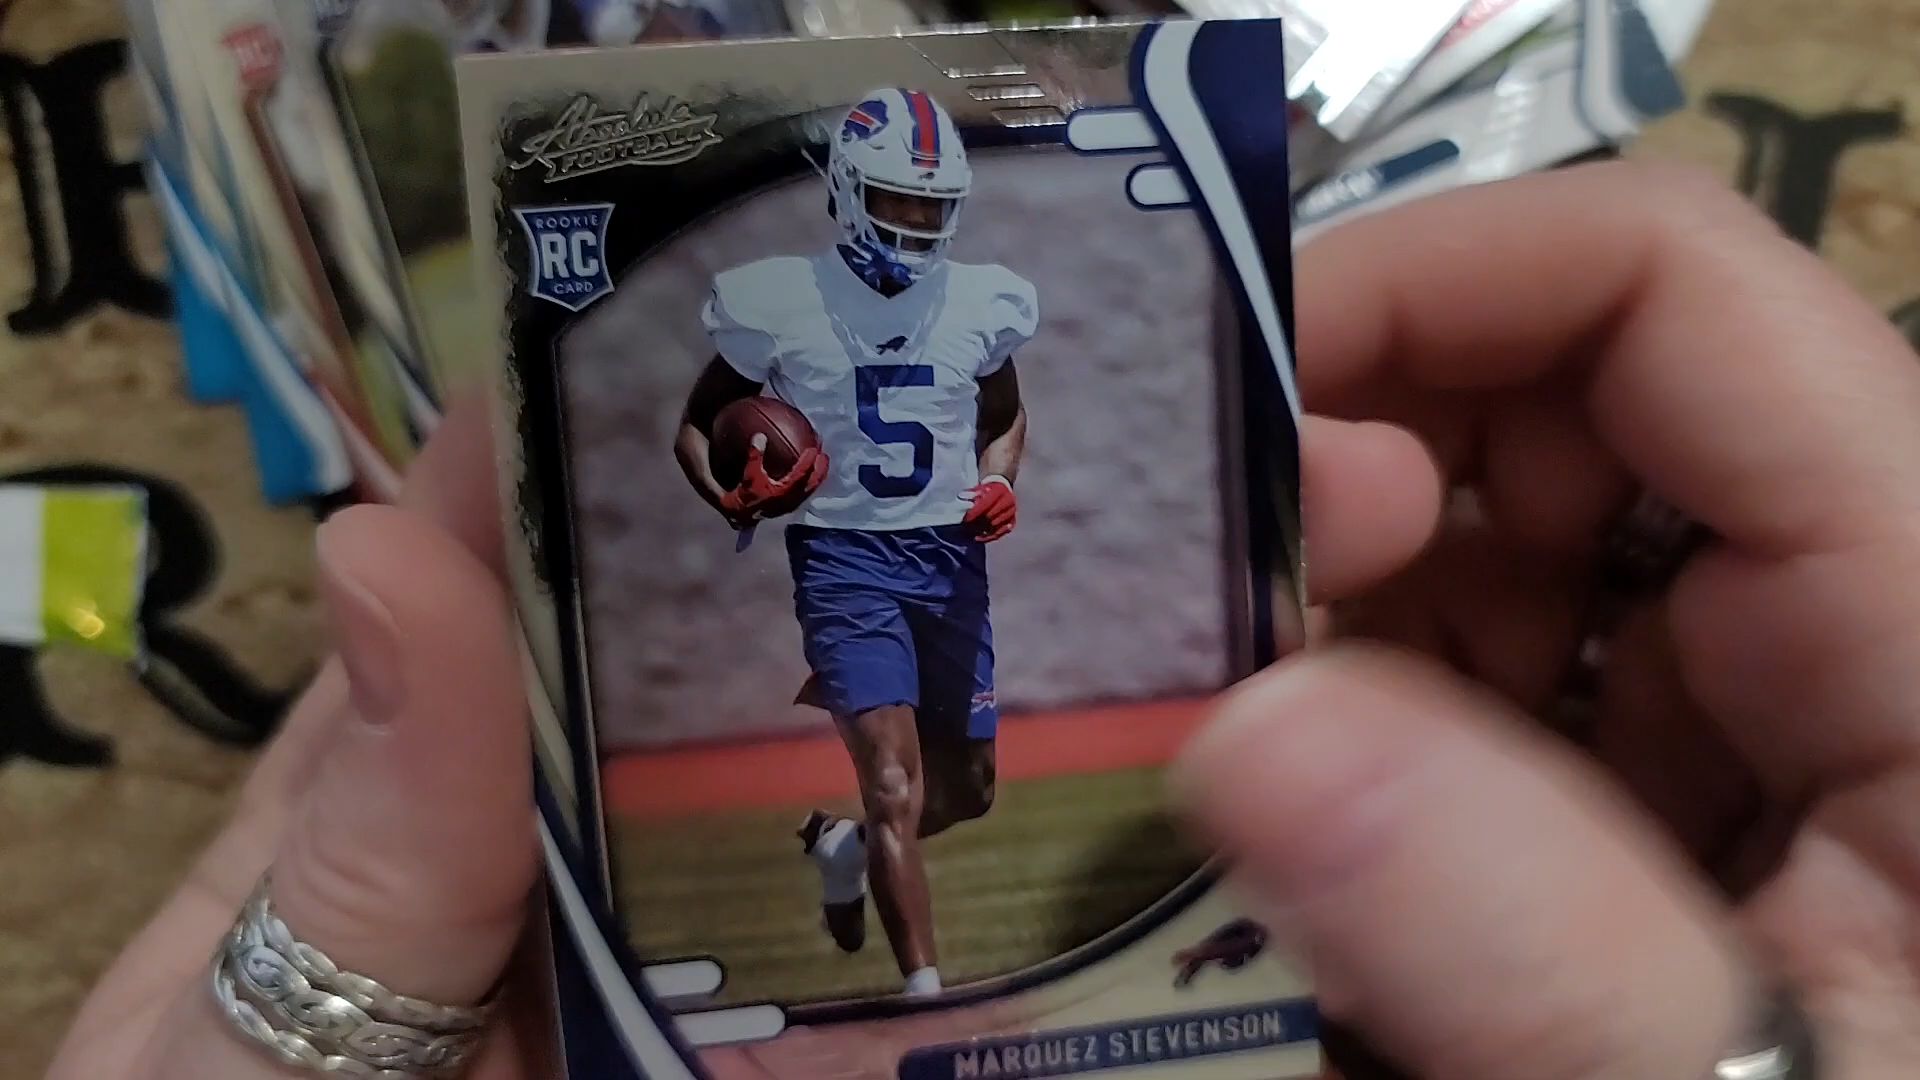 Absolute
FOOTBALL
ROOKIE
RC
CARD
5
MARQUEZ STEVENSON